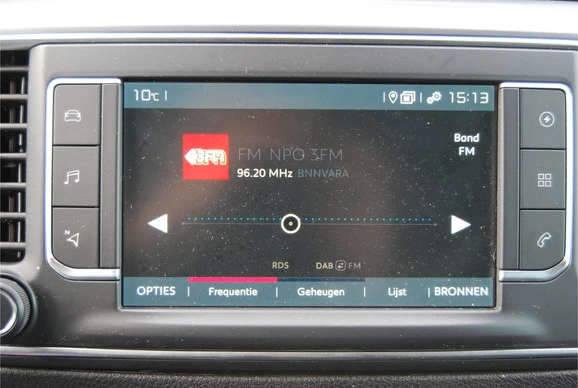 10°C
15:13
Band
FM
FM NPO 3FM
96.20 MHz BNNVARA
RDS DAB FM
OPTIES Frequentie Geheugen Lijst BRONNEN
N